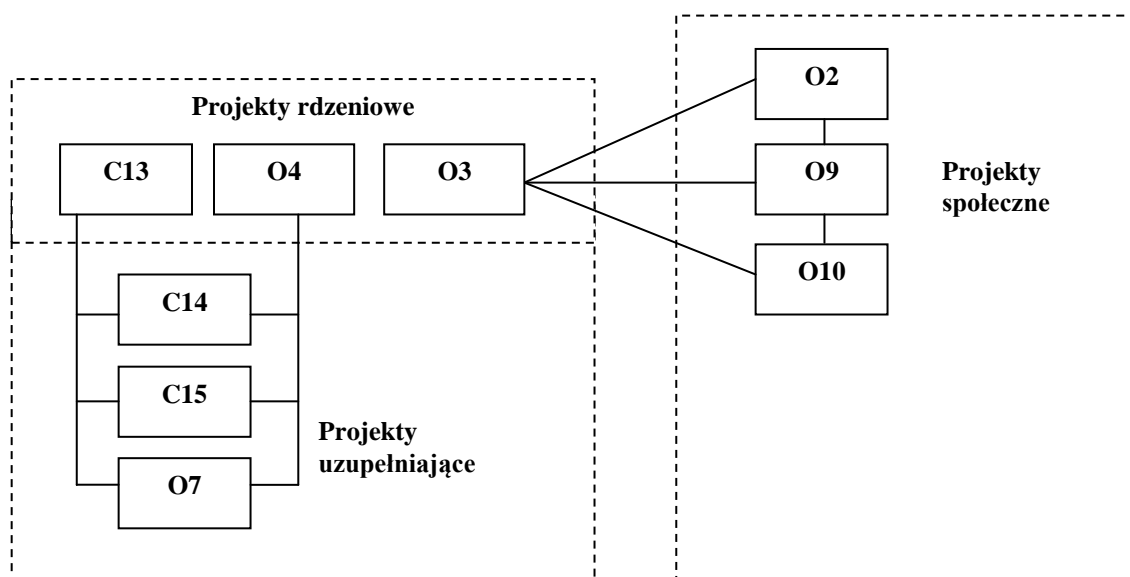 Projekty rdzeniowe
C13
O4
O3
C14
C15
O7
Projekty
uzupełniające
O2
O9
O10
Projekty
społeczne